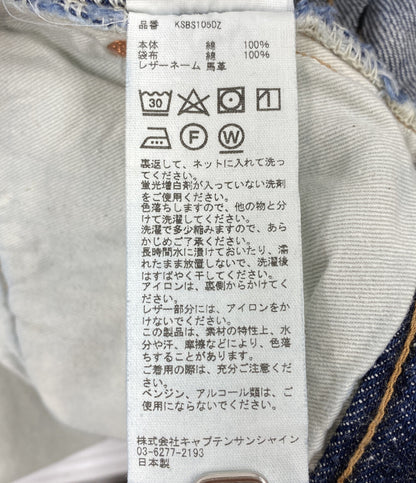 品番 KSBS105DZ
本体 綿 100%
袋布 綿 100%
レザーネーム 馬革
30
F W
裏返して、ネットに入れて洗っ
てください。
蛍光増白剤が入っていない洗剤
をご使用ください。
色落ちしますので、他の物と分
けて洗濯してください。
洗濯で多少縮みますので、あら
かじめご了承ください。
長時間水に漬けておいたり、濡
れたまま放置しないで、洗濯後
はすばやく干してください。
アイロンは、裏側からかけてく
ださい。
レザー部分には、アイロンをか
けないでください。
この製品は、素材の特性上、水
分や汗、摩擦などにより、色落
ちすることがあります。
ご着用の際は、充分ご注意くだ
さい。
ベンジン、アルコール類は、ご
使用にならないでください。
株式会社キャプテンサンシャイン
03-6277-2193
日本製